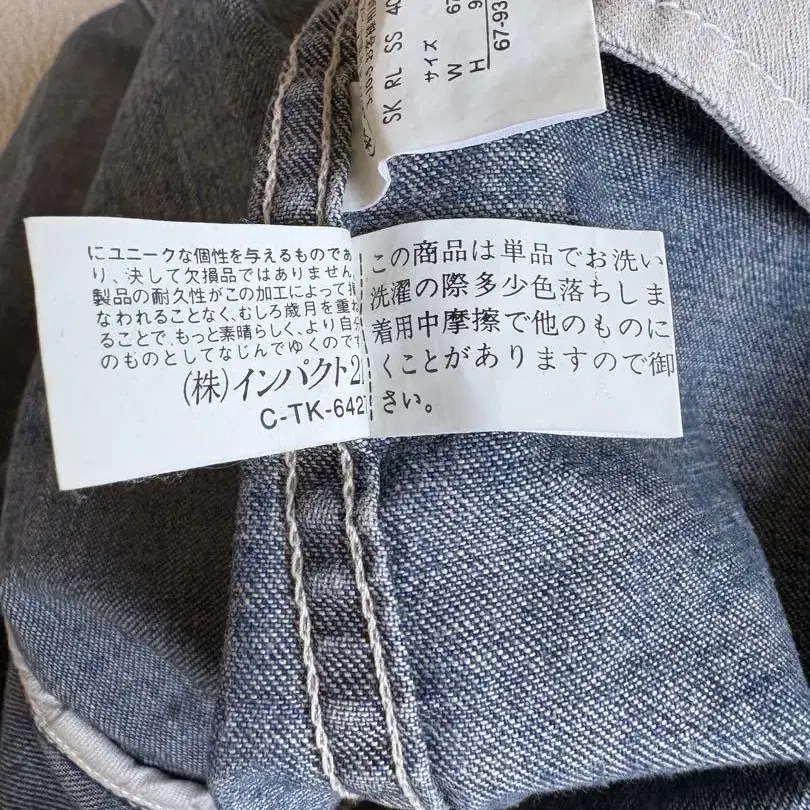 SK RL SS 40
サイズ
W 67
H 9
67-93
にユニークな個性を与えるものであ
り、決して欠損品ではありません
製品の耐久性がこの加工によって損
なわれることなく、むしろ歳月を重ね
ることで、もっと素晴らしく、より自分
のものとしてなじんでゆくのです
(株)インパクト21
C-TK-6427
この商品は単品でお洗い
洗濯の際多少色落ちしま
着用中摩擦で他のものに
くことがありますので御
さい。